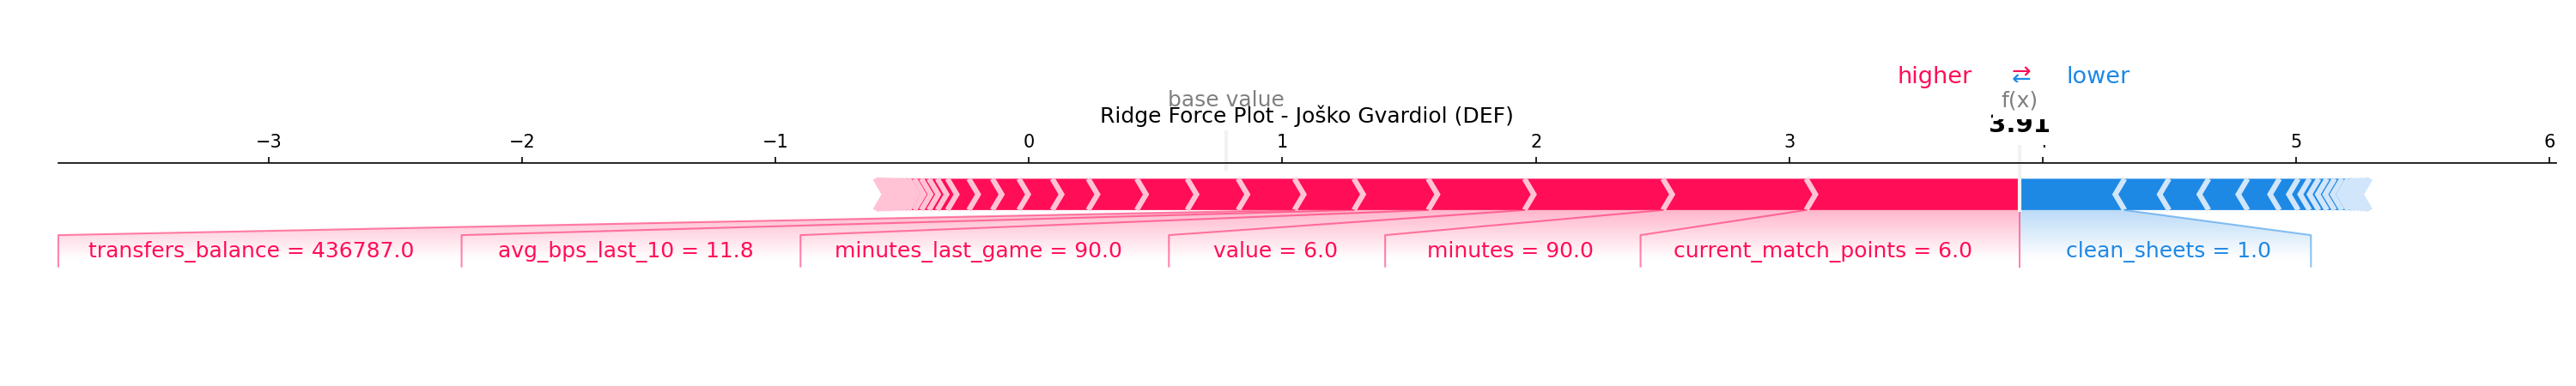 higher ⇄ lower
base value f(x)
Ridge Force Plot - Joško Gvardiol (DEF)
3.91
−3 −2 −1 0 1 2 3 5 6
transfers_balance = 436787.0 avg_bps_last_10 = 11.8 minutes_last_game = 90.0 value = 6.0 minutes = 90.0 current_match_points = 6.0 clean_sheets = 1.0